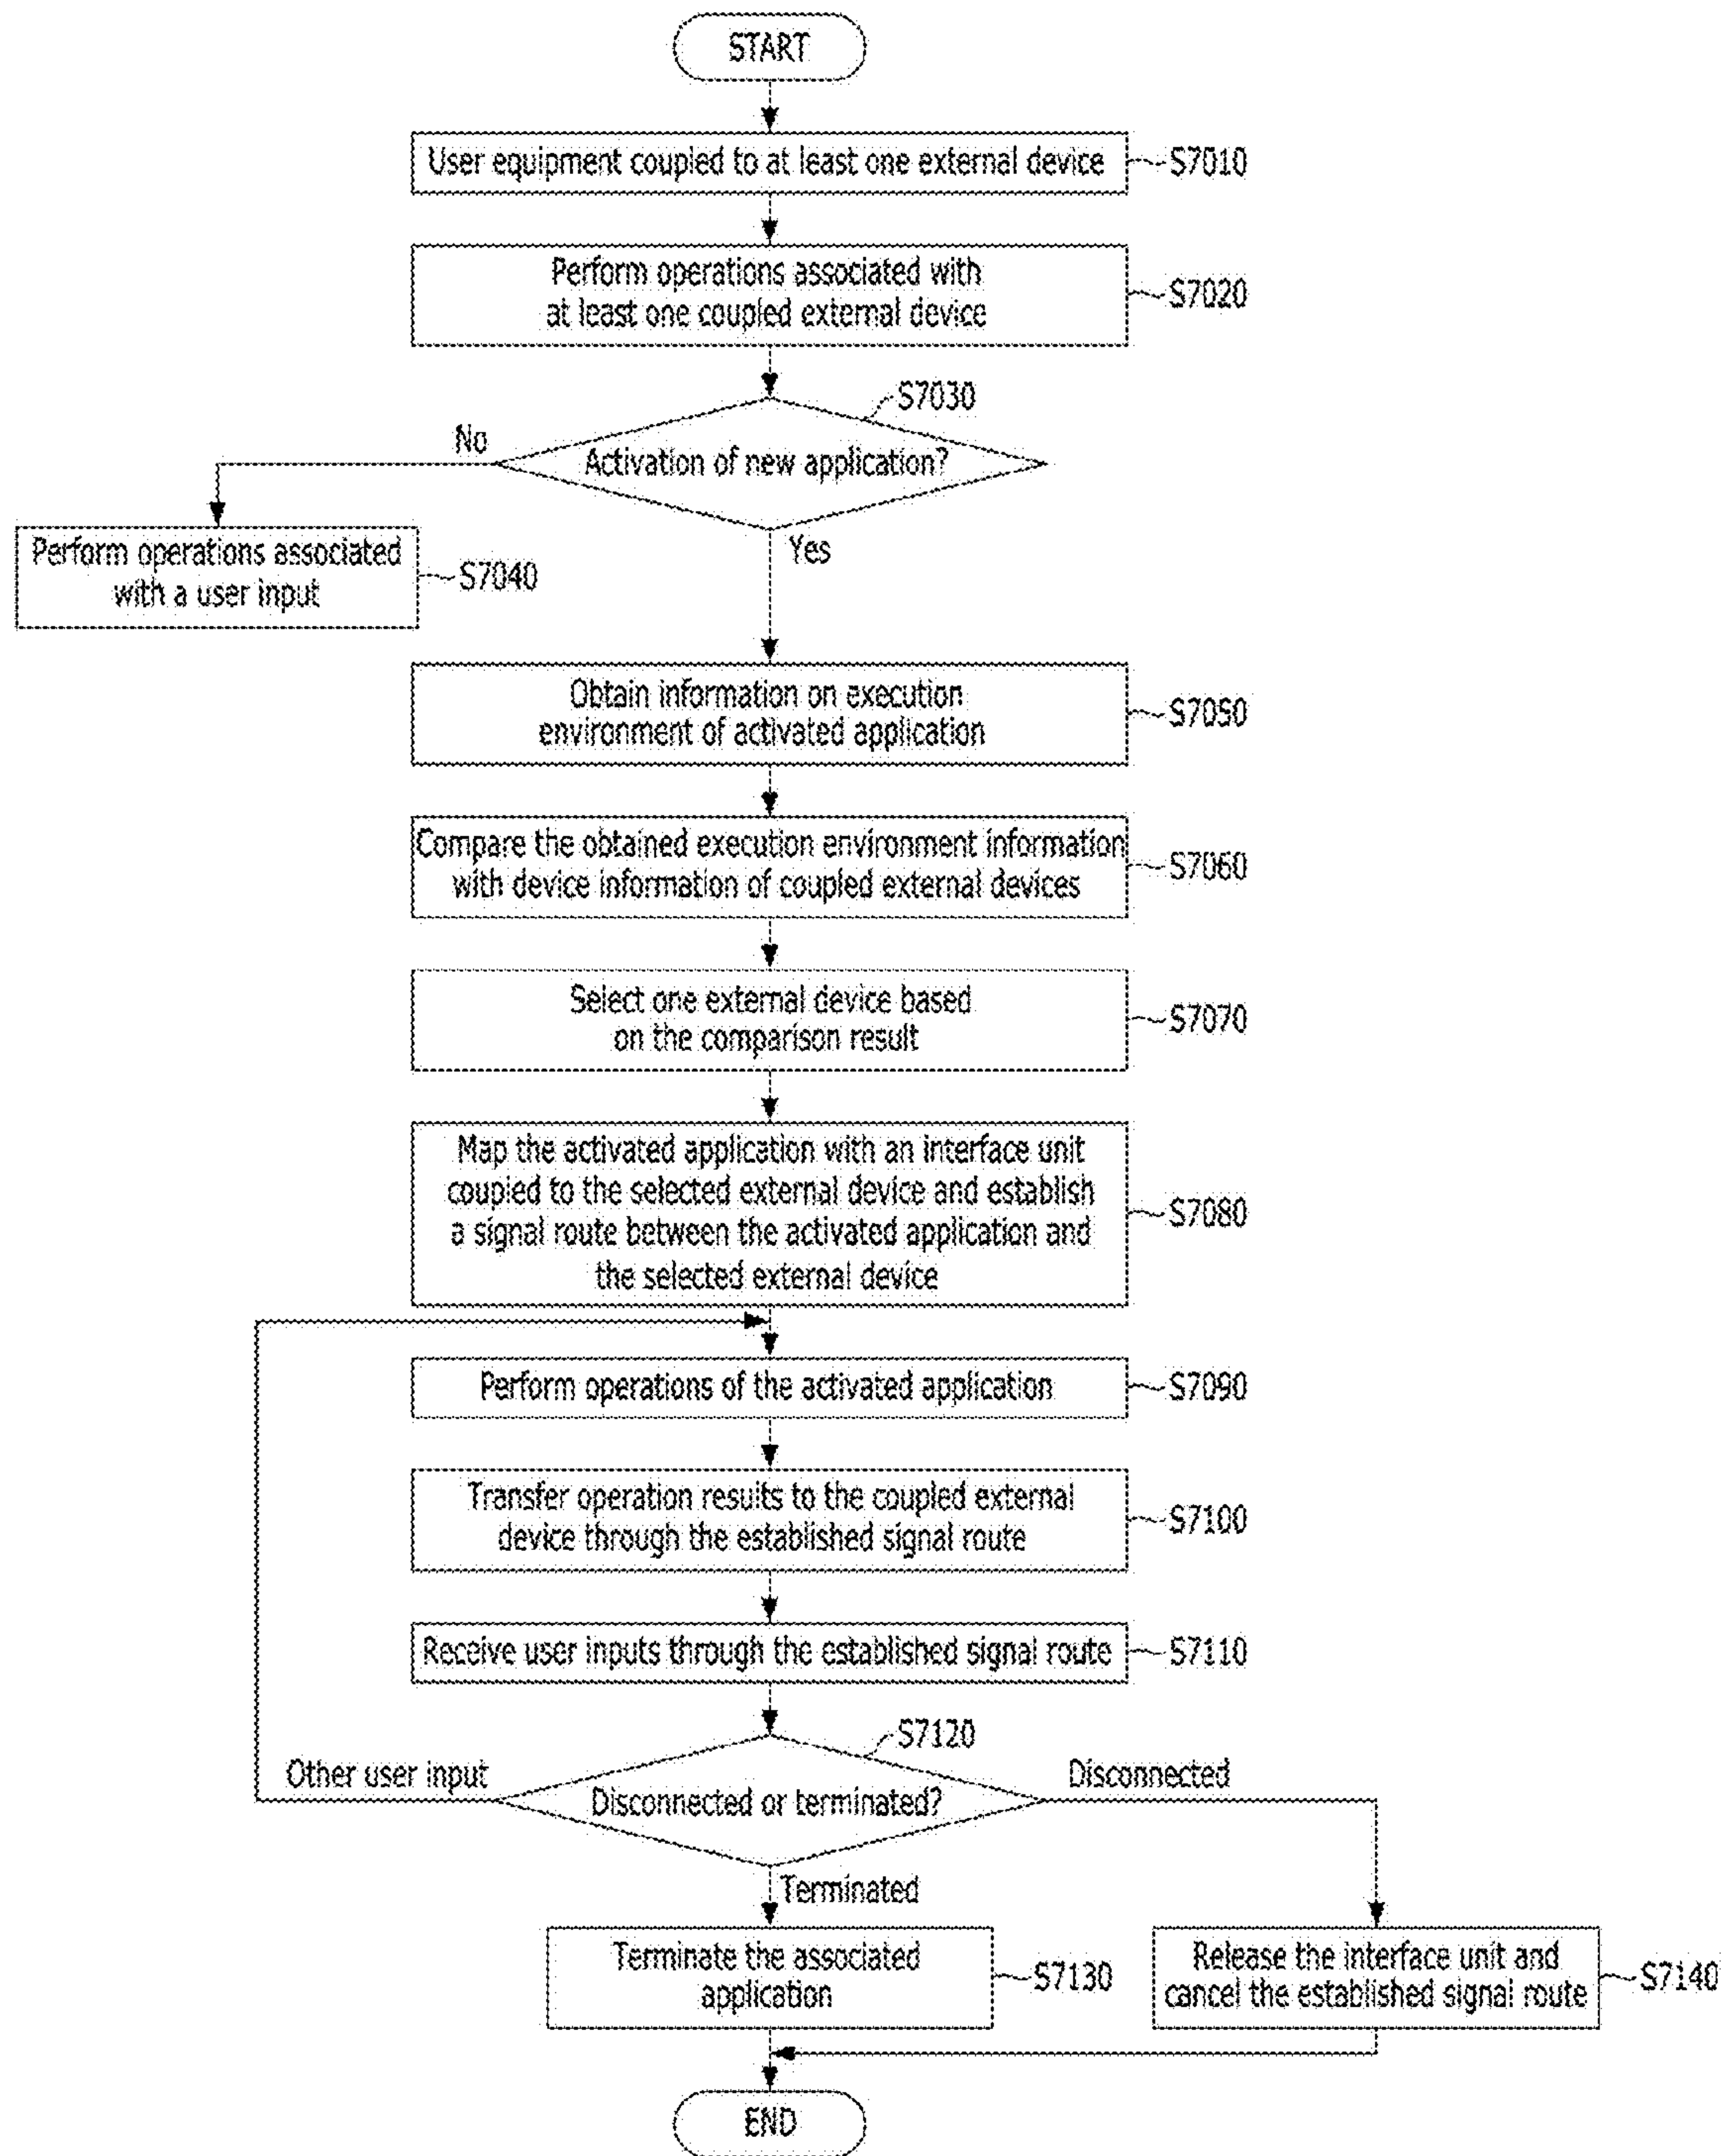 START
User equipment coupled to at least one external device
S7010
Perform operations associated with
at least one coupled external device
S7020
S7030
No
Activation of new application?
Yes
Perform operations associated
with a user input
S7040
Obtain information on execution
environment of activated application
S7050
Compare the obtained execution environment information
with device information of coupled external devices
S7060
Select one external device based
on the comparison result
S7070
Map the activated application with an interface unit
coupled to the selected external device and establish
a signal route between the activated application and
the selected external device
S7080
Perform operations of the activated application
S7090
Transfer operation results to the coupled external
device through the established signal route
S7100
Receive user inputs through the established signal route
S7110
S7120
Other user input
Disconnected or terminated?
Disconnected
Terminated
Terminate the associated
application
S7130
Release the interface unit and
cancel the established signal route
S7140
END